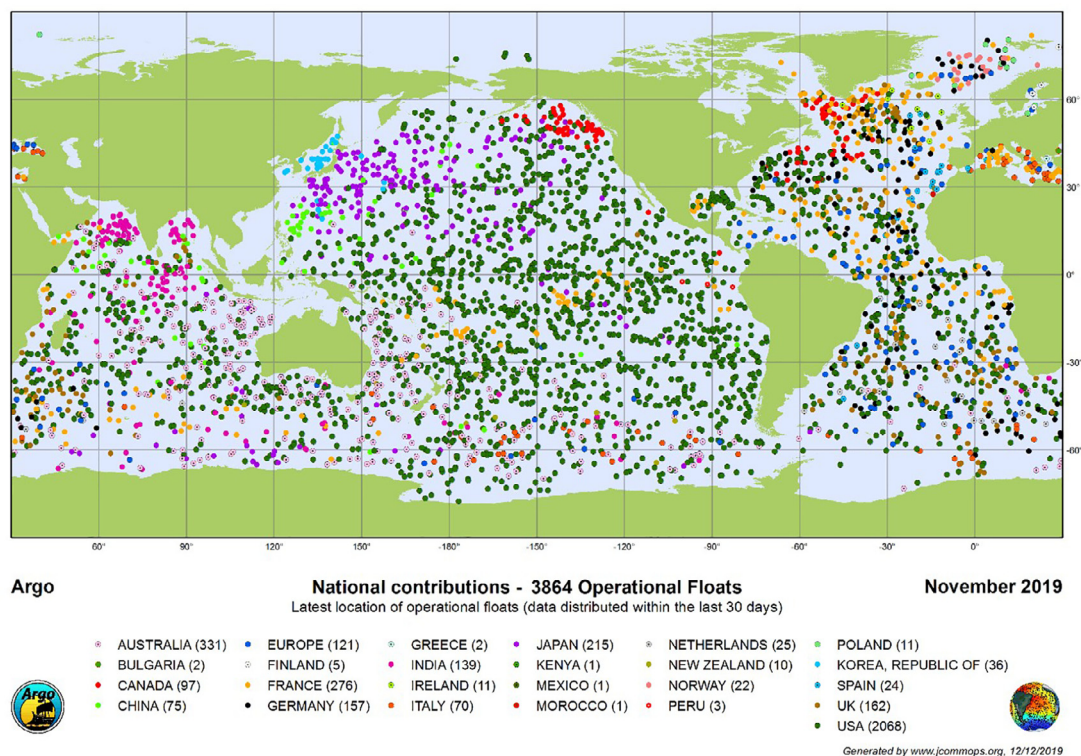 60°
30°
0°
-30°
-60°
60° 90° 120° 150° -180° -150° -120° -90° -60° -30° 0°
Argo National contributions - 3864 Operational Floats November 2019
Latest location of operational floats (data distributed within the last 30 days)
AUSTRALIA (331) EUROPE (121) GREECE (2) JAPAN (215) NETHERLANDS (25) POLAND (11)
BULGARIA (2) FINLAND (5) INDIA (139) KENYA (1) NEW ZEALAND (10) KOREA, REPUBLIC OF (36)
CANADA (97) FRANCE (276) IRELAND (11) MEXICO (1) NORWAY (22) SPAIN (24)
CHINA (75) GERMANY (157) ITALY (70) MOROCCO (1) PERU (3) UK (162)
USA (2068)
Argo
Generated by www.jcommops.org, 12/12/2019